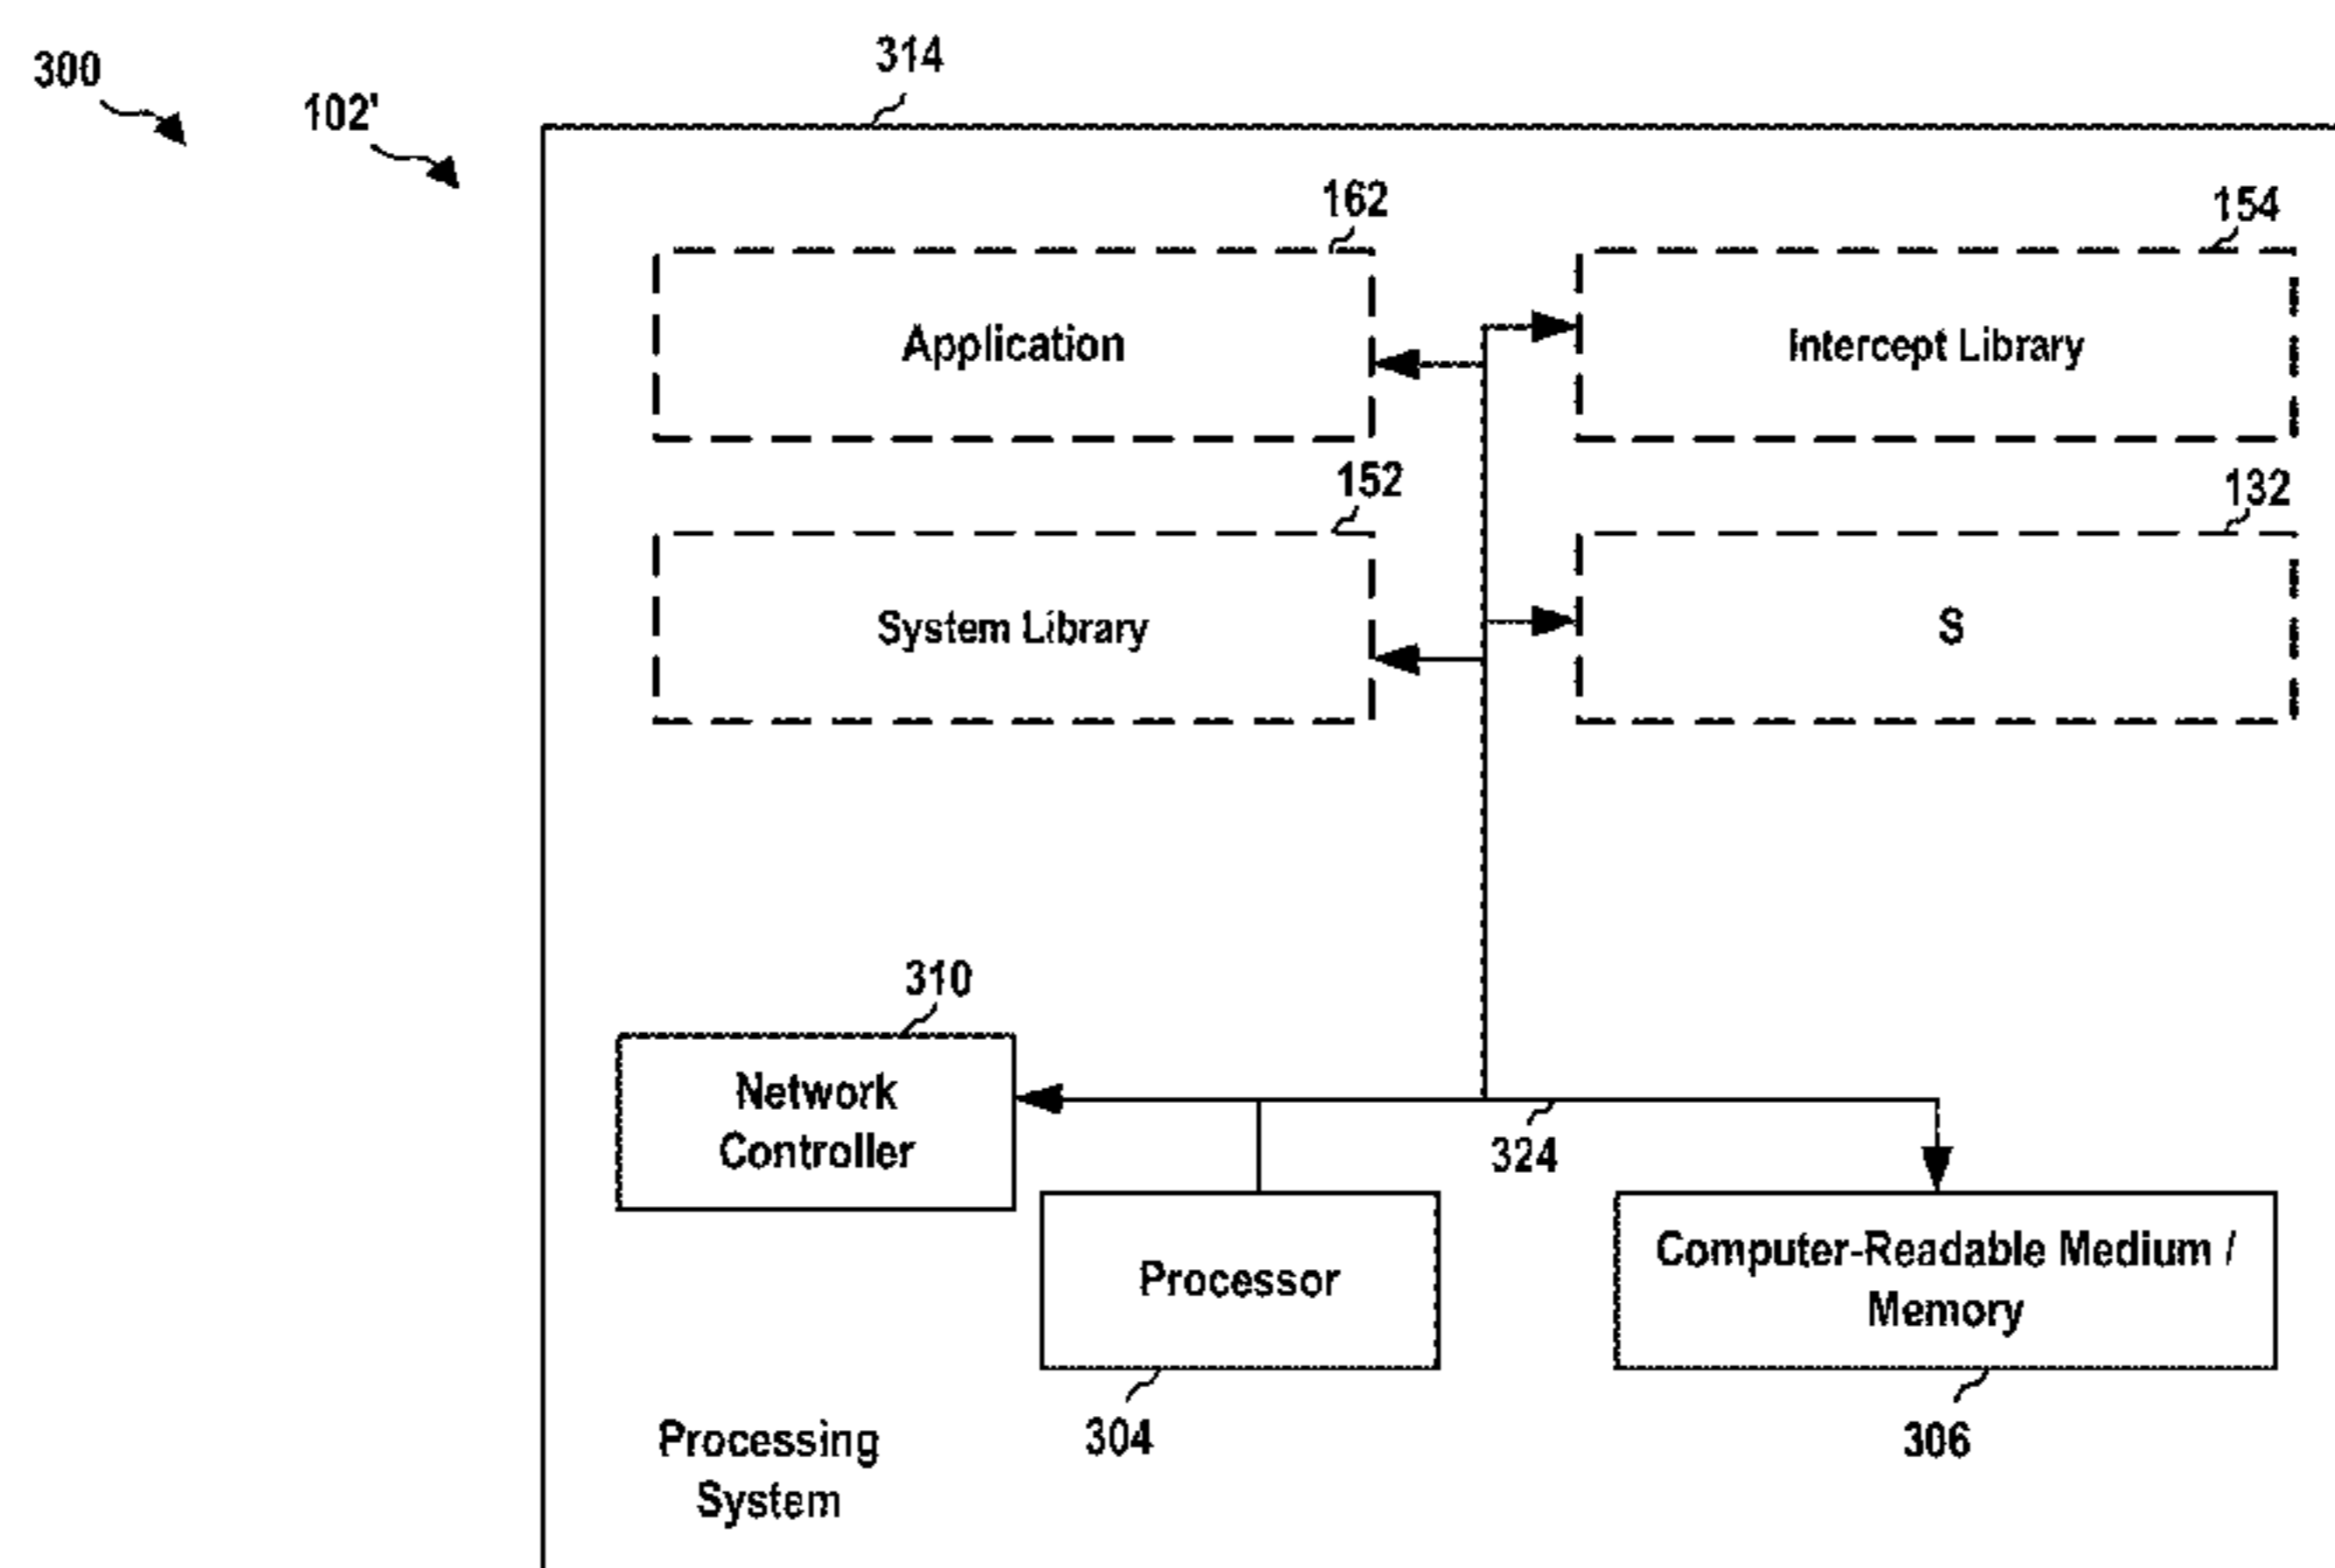 300
102'
314
162
154
Application
Intercept Library
152
132
System Library
S
310
Network
Controller
324
Processor
Computer-Readable Medium /
Memory
304
306
Processing
System